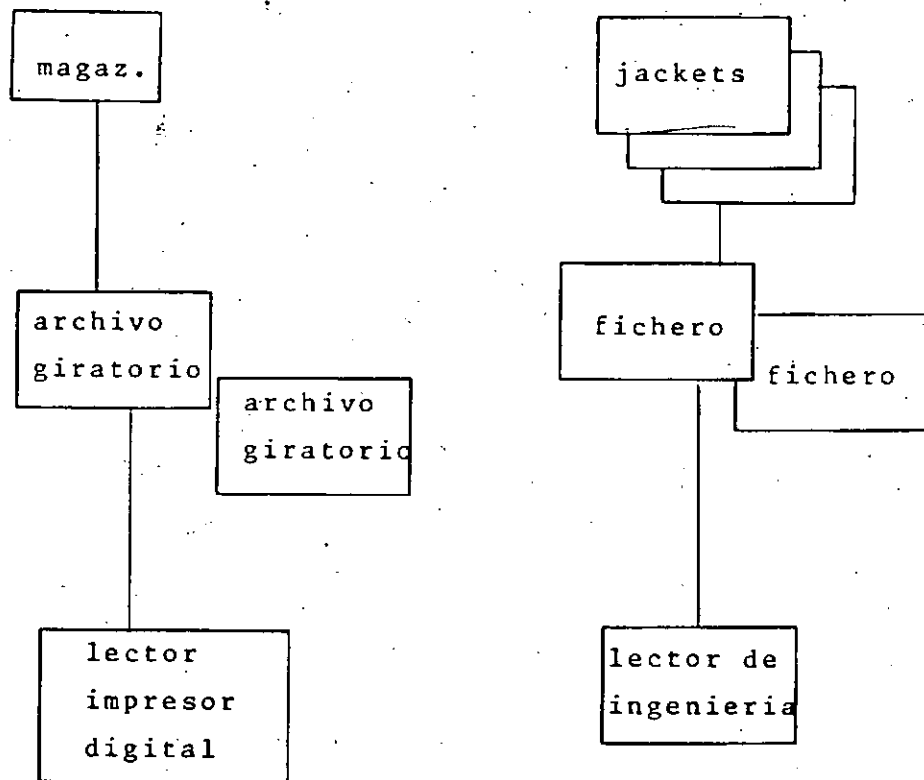 magaz.
archivo
giratorio
archivo
giratorio
lector
impresor
digital
jackets
fichero
fichero
lector de
ingenieria